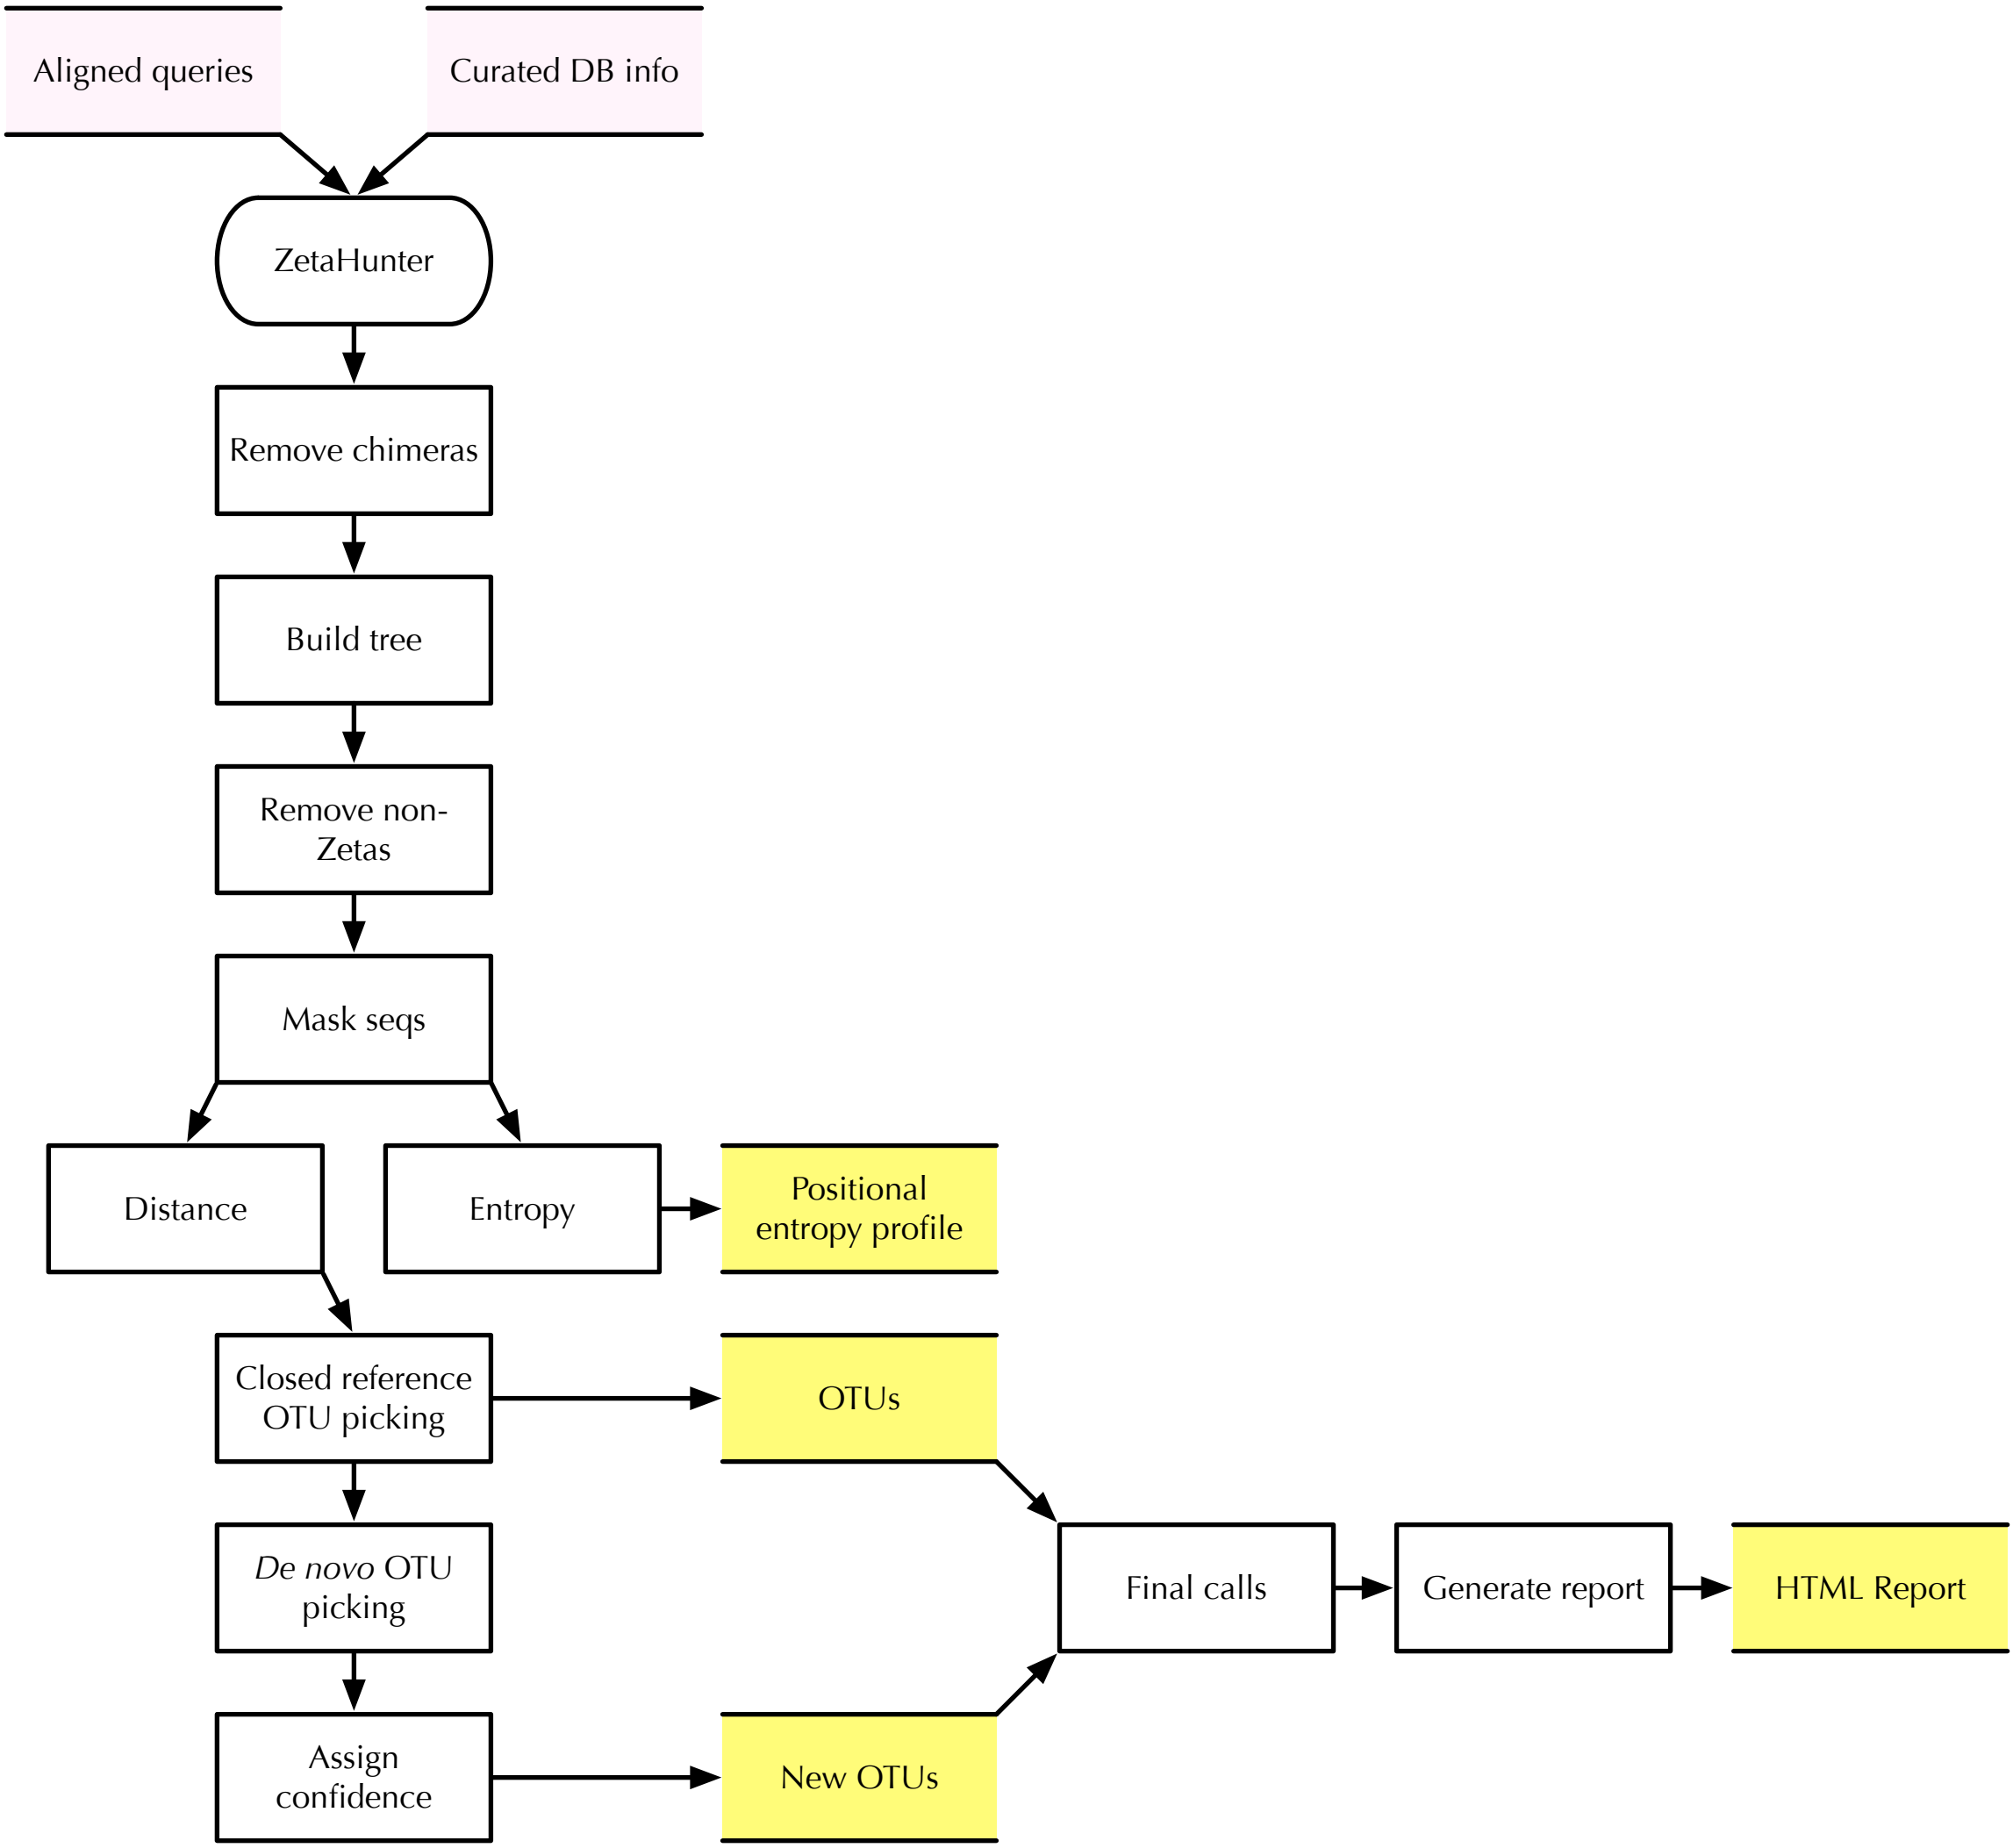 Aligned queries
Curated DB info
ZetaHunter
Remove chimeras
Build tree
Remove non-
Zetas
Mask seqs
Distance
Entropy
Positional
entropy profile
Closed reference
OTU picking
OTUs
De novo OTU
picking
Final calls
Generate report
HTML Report
Assign
confidence
New OTUs